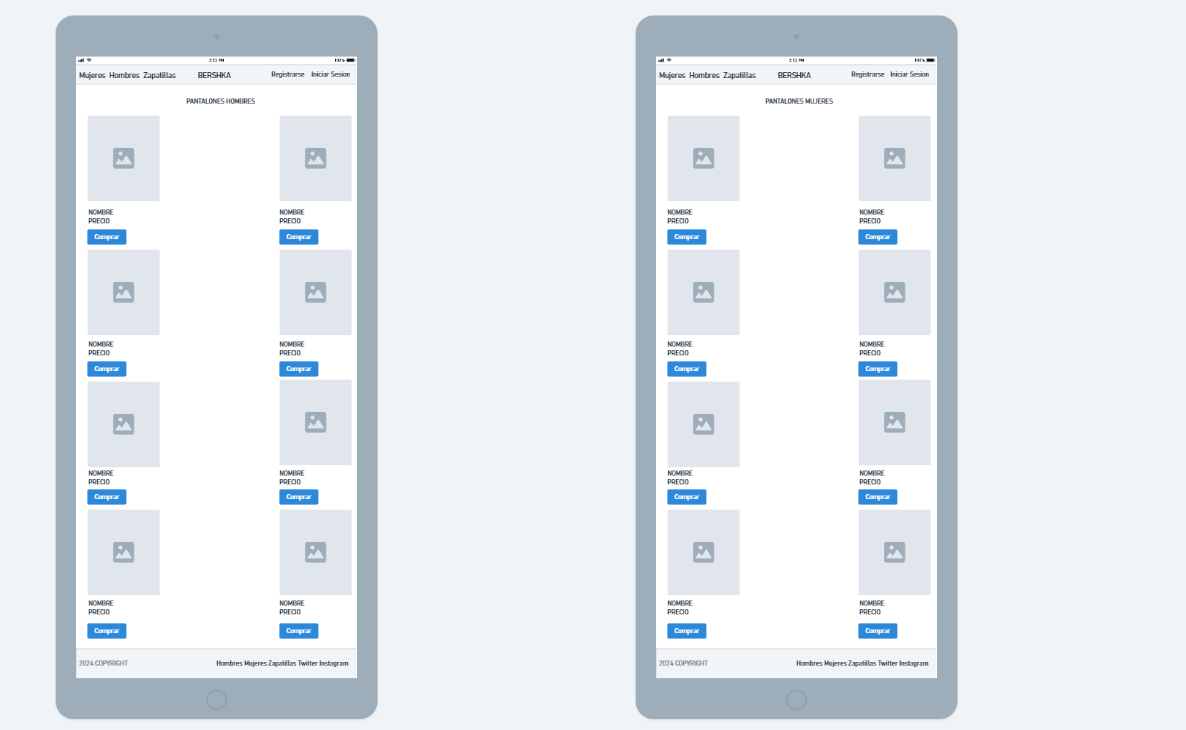 2:13 PM
Mujeres Hombres Zapatillas BERSHKA Registrarse Iniciar Sesion
PANTALONES HOMBRES
NOMBRE NOMBRE
PRECIO PRECIO
Comprar Comprar
NOMBRE NOMBRE
PRECIO PRECIO
Comprar Comprar
NOMBRE NOMBRE
PRECIO PRECIO
Comprar Comprar
NOMBRE NOMBRE
PRECIO PRECIO
Comprar Comprar
2024 COPYRIGHT Hombres Mujeres Zapatillas Twitter Instagram
2:13 PM
Mujeres Hombres Zapatillas BERSHKA Registrarse Iniciar Sesion
PANTALONES MUJERES
NOMBRE NOMBRE
PRECIO PRECIO
Comprar Comprar
NOMBRE NOMBRE
PRECIO PRECIO
Comprar Comprar
NOMBRE NOMBRE
PRECIO PRECIO
Comprar Comprar
NOMBRE NOMBRE
PRECIO PRECIO
Comprar Comprar
2024 COPYRIGHT Hombres Mujeres Zapatillas Twitter Instagram